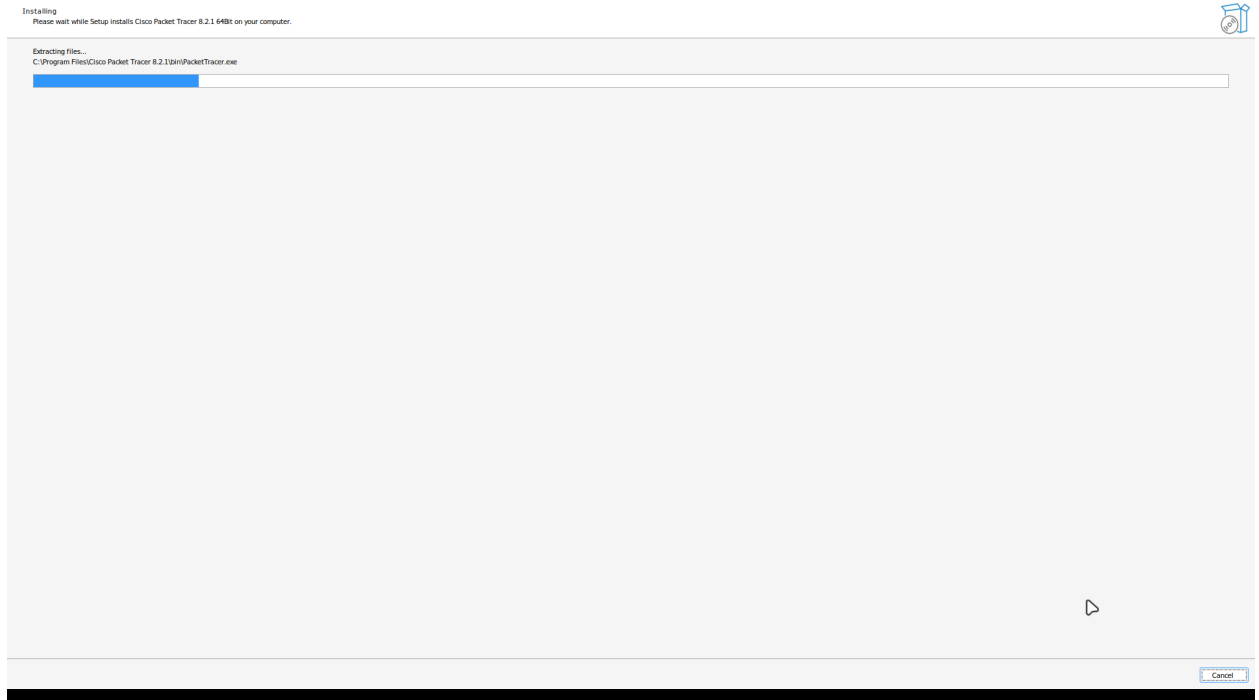 Installing
Please wait while Setup installs Cisco Packet Tracer 8.2.1 64Bit on your computer.
Extracting files...
C:\Program Files\Cisco Packet Tracer 8.2.1\bin\PacketTracer.exe
Cancel